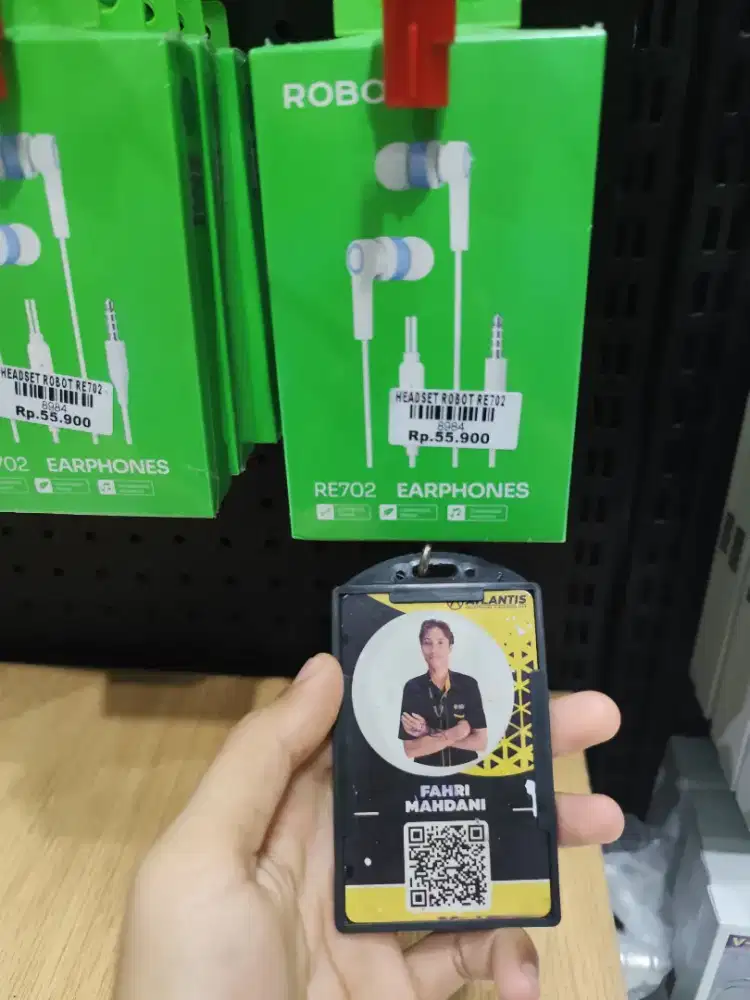 HEADSET ROBOT RE702
8984
Rp.55.900
702 EARPHONES
ROBO
HEADSET ROBOT RE702
8984
Rp.55.900
RE702 EARPHONES
ATLANTIS
FAHRI
MAHDANI